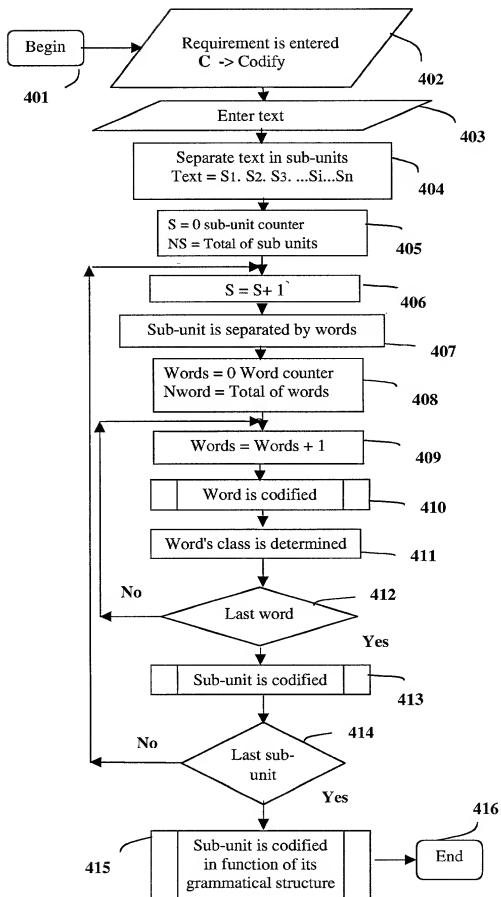 Begin
401
Requirement is entered
C -> Codify
402
Enter text
403
Separate text in sub-units
Text = S1. S2. S3. ...Si...Sn
404
S = 0 sub-unit counter
NS = Total of sub units
405
S = S+ 1`
406
Sub-unit is separated by words
407
Words = 0 Word counter
Nword = Total of words
408
Words = Words + 1
409
Word is codified
410
Word's class is determined
411
No
Last word
412
Yes
Sub-unit is codified
413
No
Last sub-
unit
414
Yes
415
Sub-unit is codified
in function of its
grammatical structure
416
End